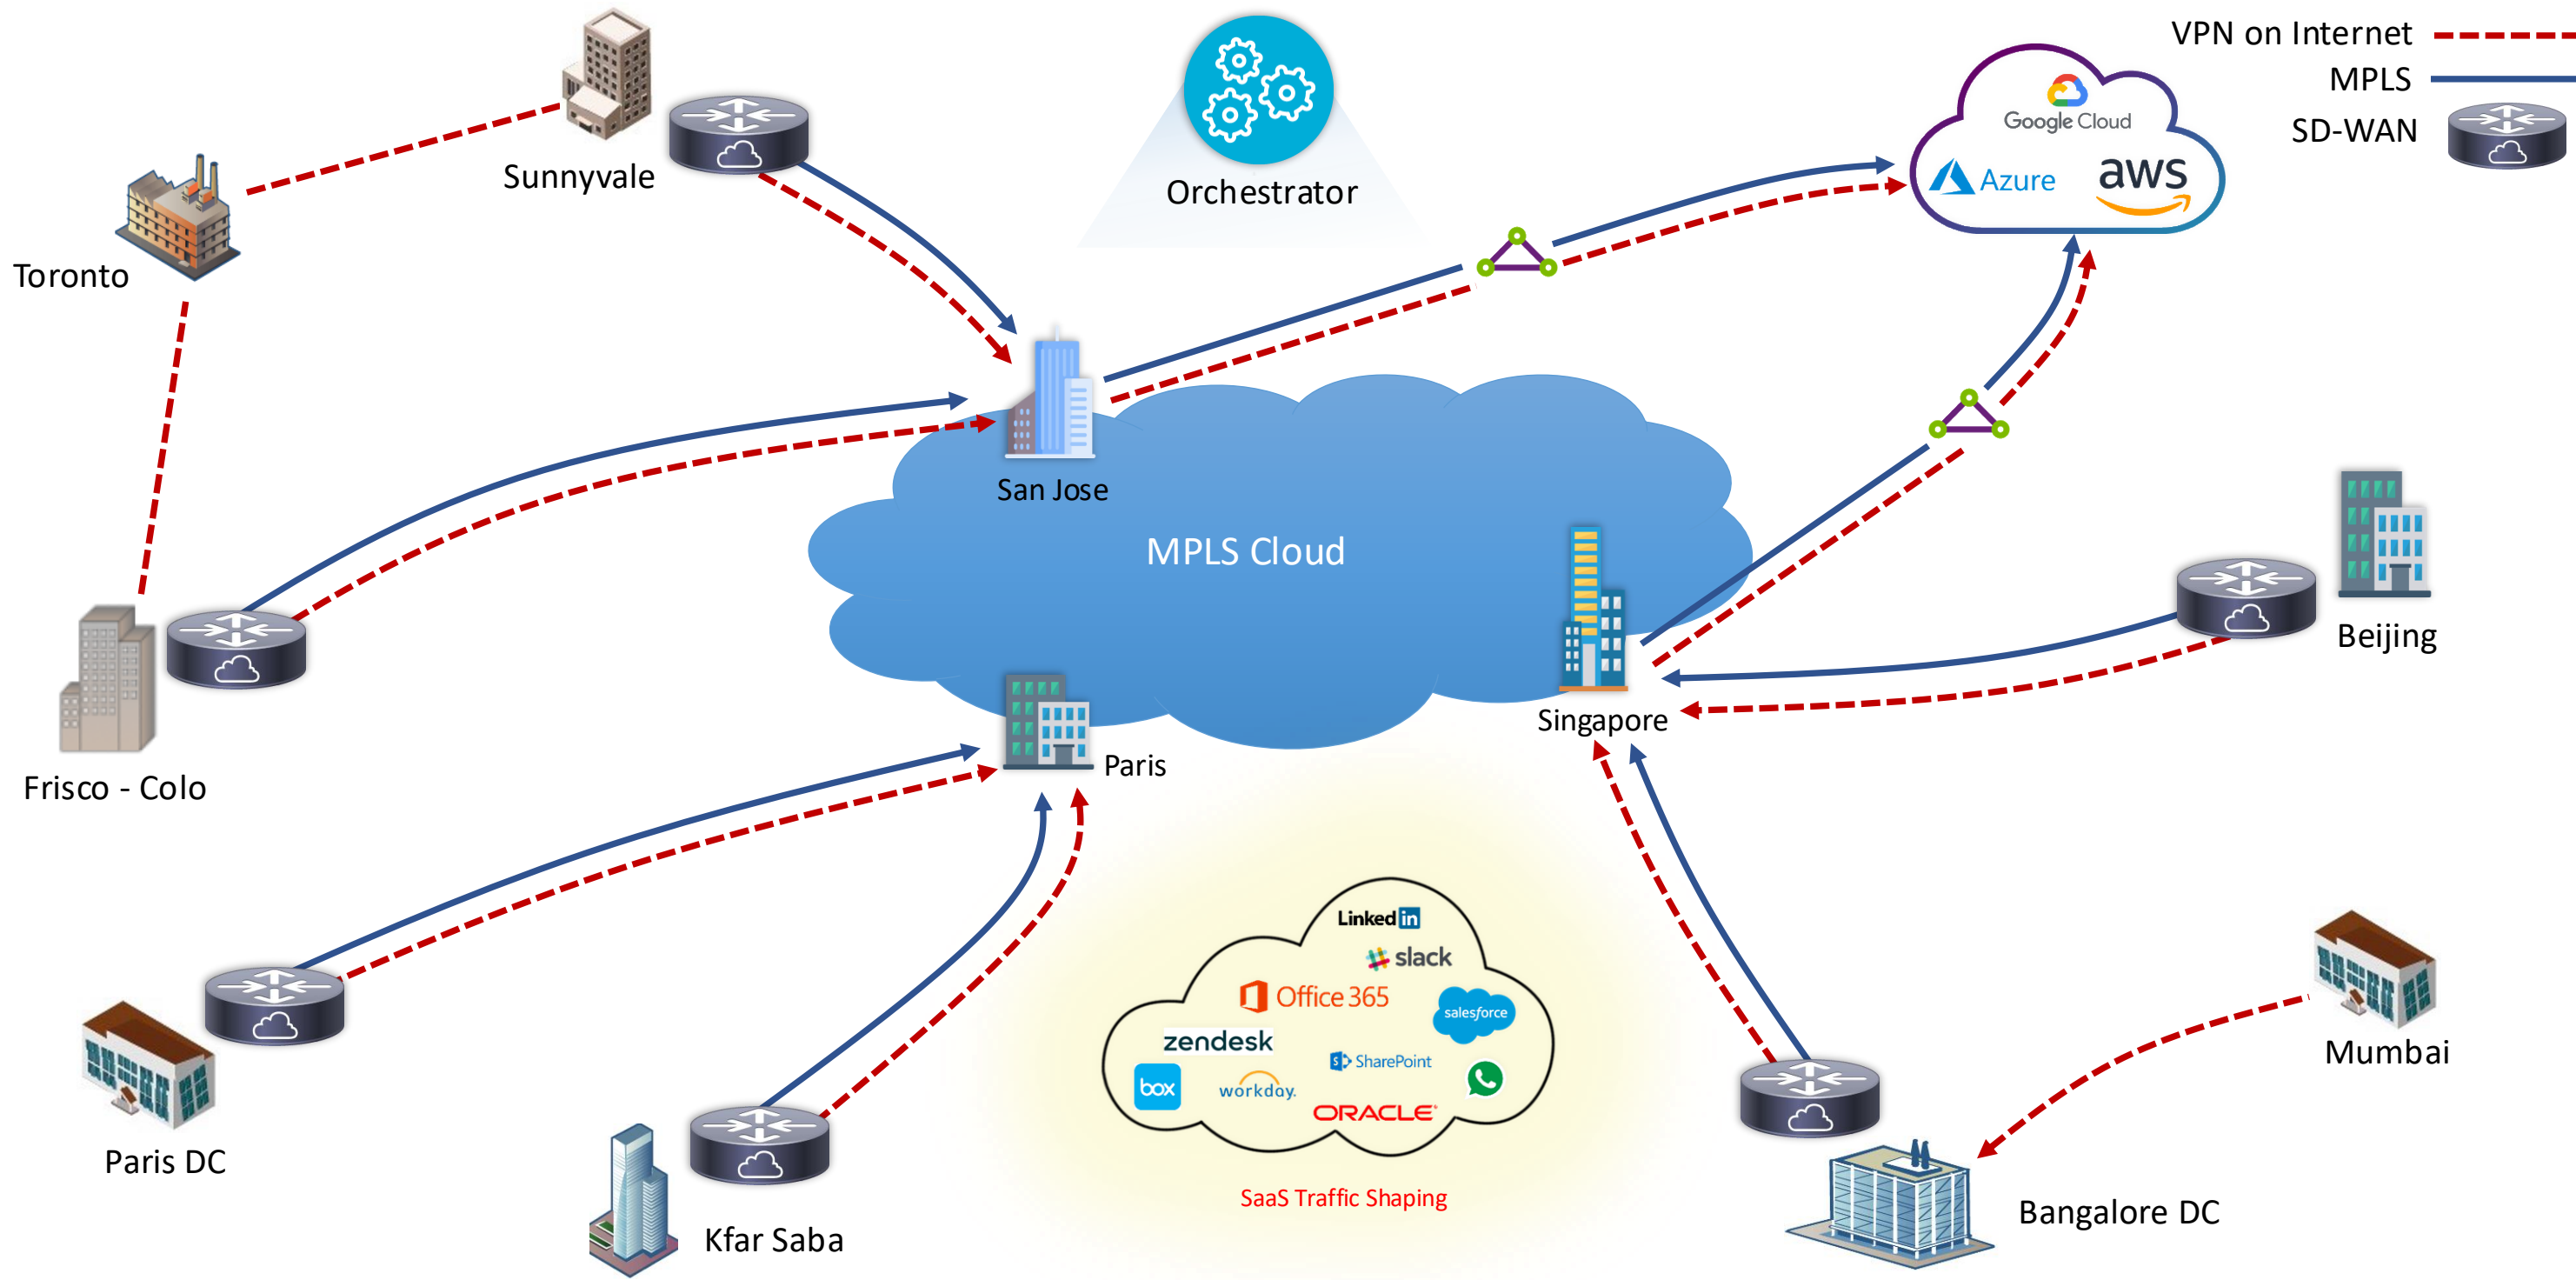 VPN on Internet
MPLS
SD-WAN
Google Cloud
Azure
aws
Sunnyvale
Orchestrator
Toronto
San Jose
MPLS Cloud
Beijing
Singapore
Paris
Frisco - Colo
Linked in
slack
Office 365
salesforce
zendesk
SharePoint
box
workday.
ORACLE
Mumbai
Paris DC
SaaS Traffic Shaping
Kfar Saba
Bangalore DC